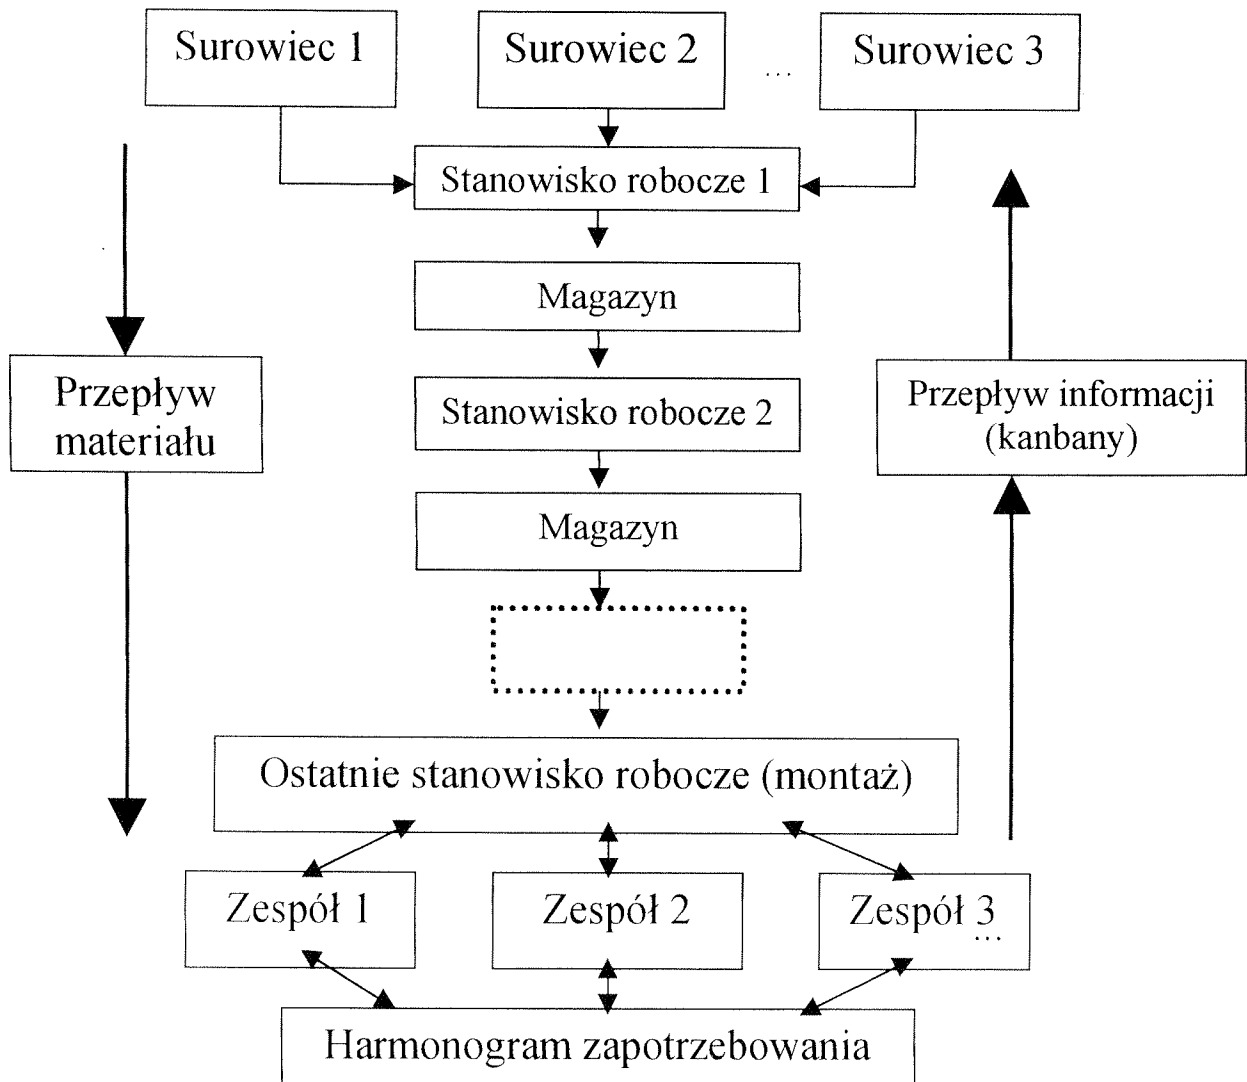 Surowiec 1
Surowiec 2
...
Surowiec 3
Stanowisko robocze 1
Magazyn
Przepływ
materiału
Stanowisko robocze 2
Przepływ informacji
(kanbany)
Magazyn
Ostatnie stanowisko robocze (montaż)
Zespół 1
Zespół 2
Zespół 3
...
Harmonogram zapotrzebowania